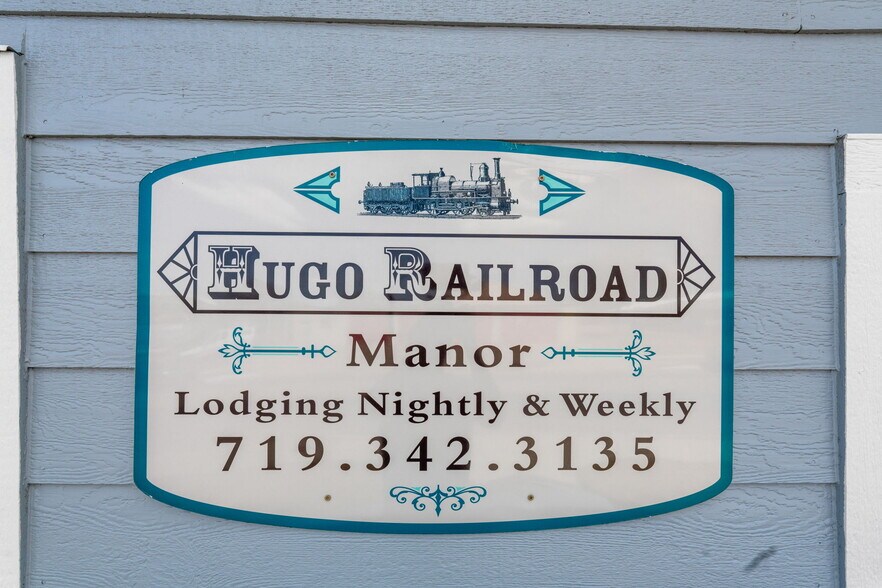 Hugo Railroad
Manor
Lodging Nightly & Weekly
719.342.3135